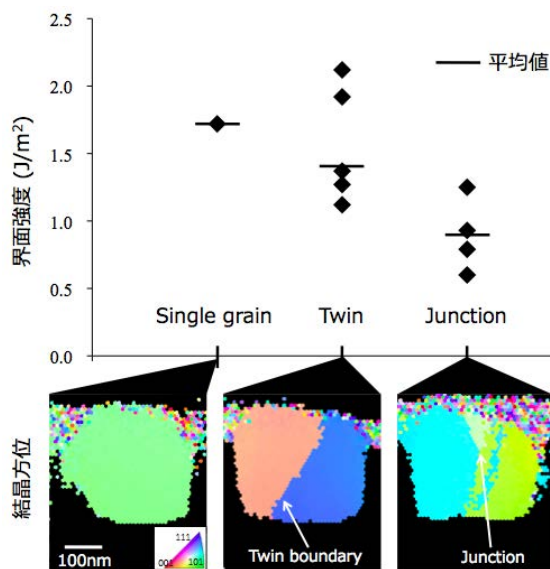 2.5
平均値
2.0
1.5
1.0
0.5
0.0
界面強度 (J/m²)
Single grain
Twin
Junction
結晶方位
100nm
111
001
101
Twin boundary
Junction